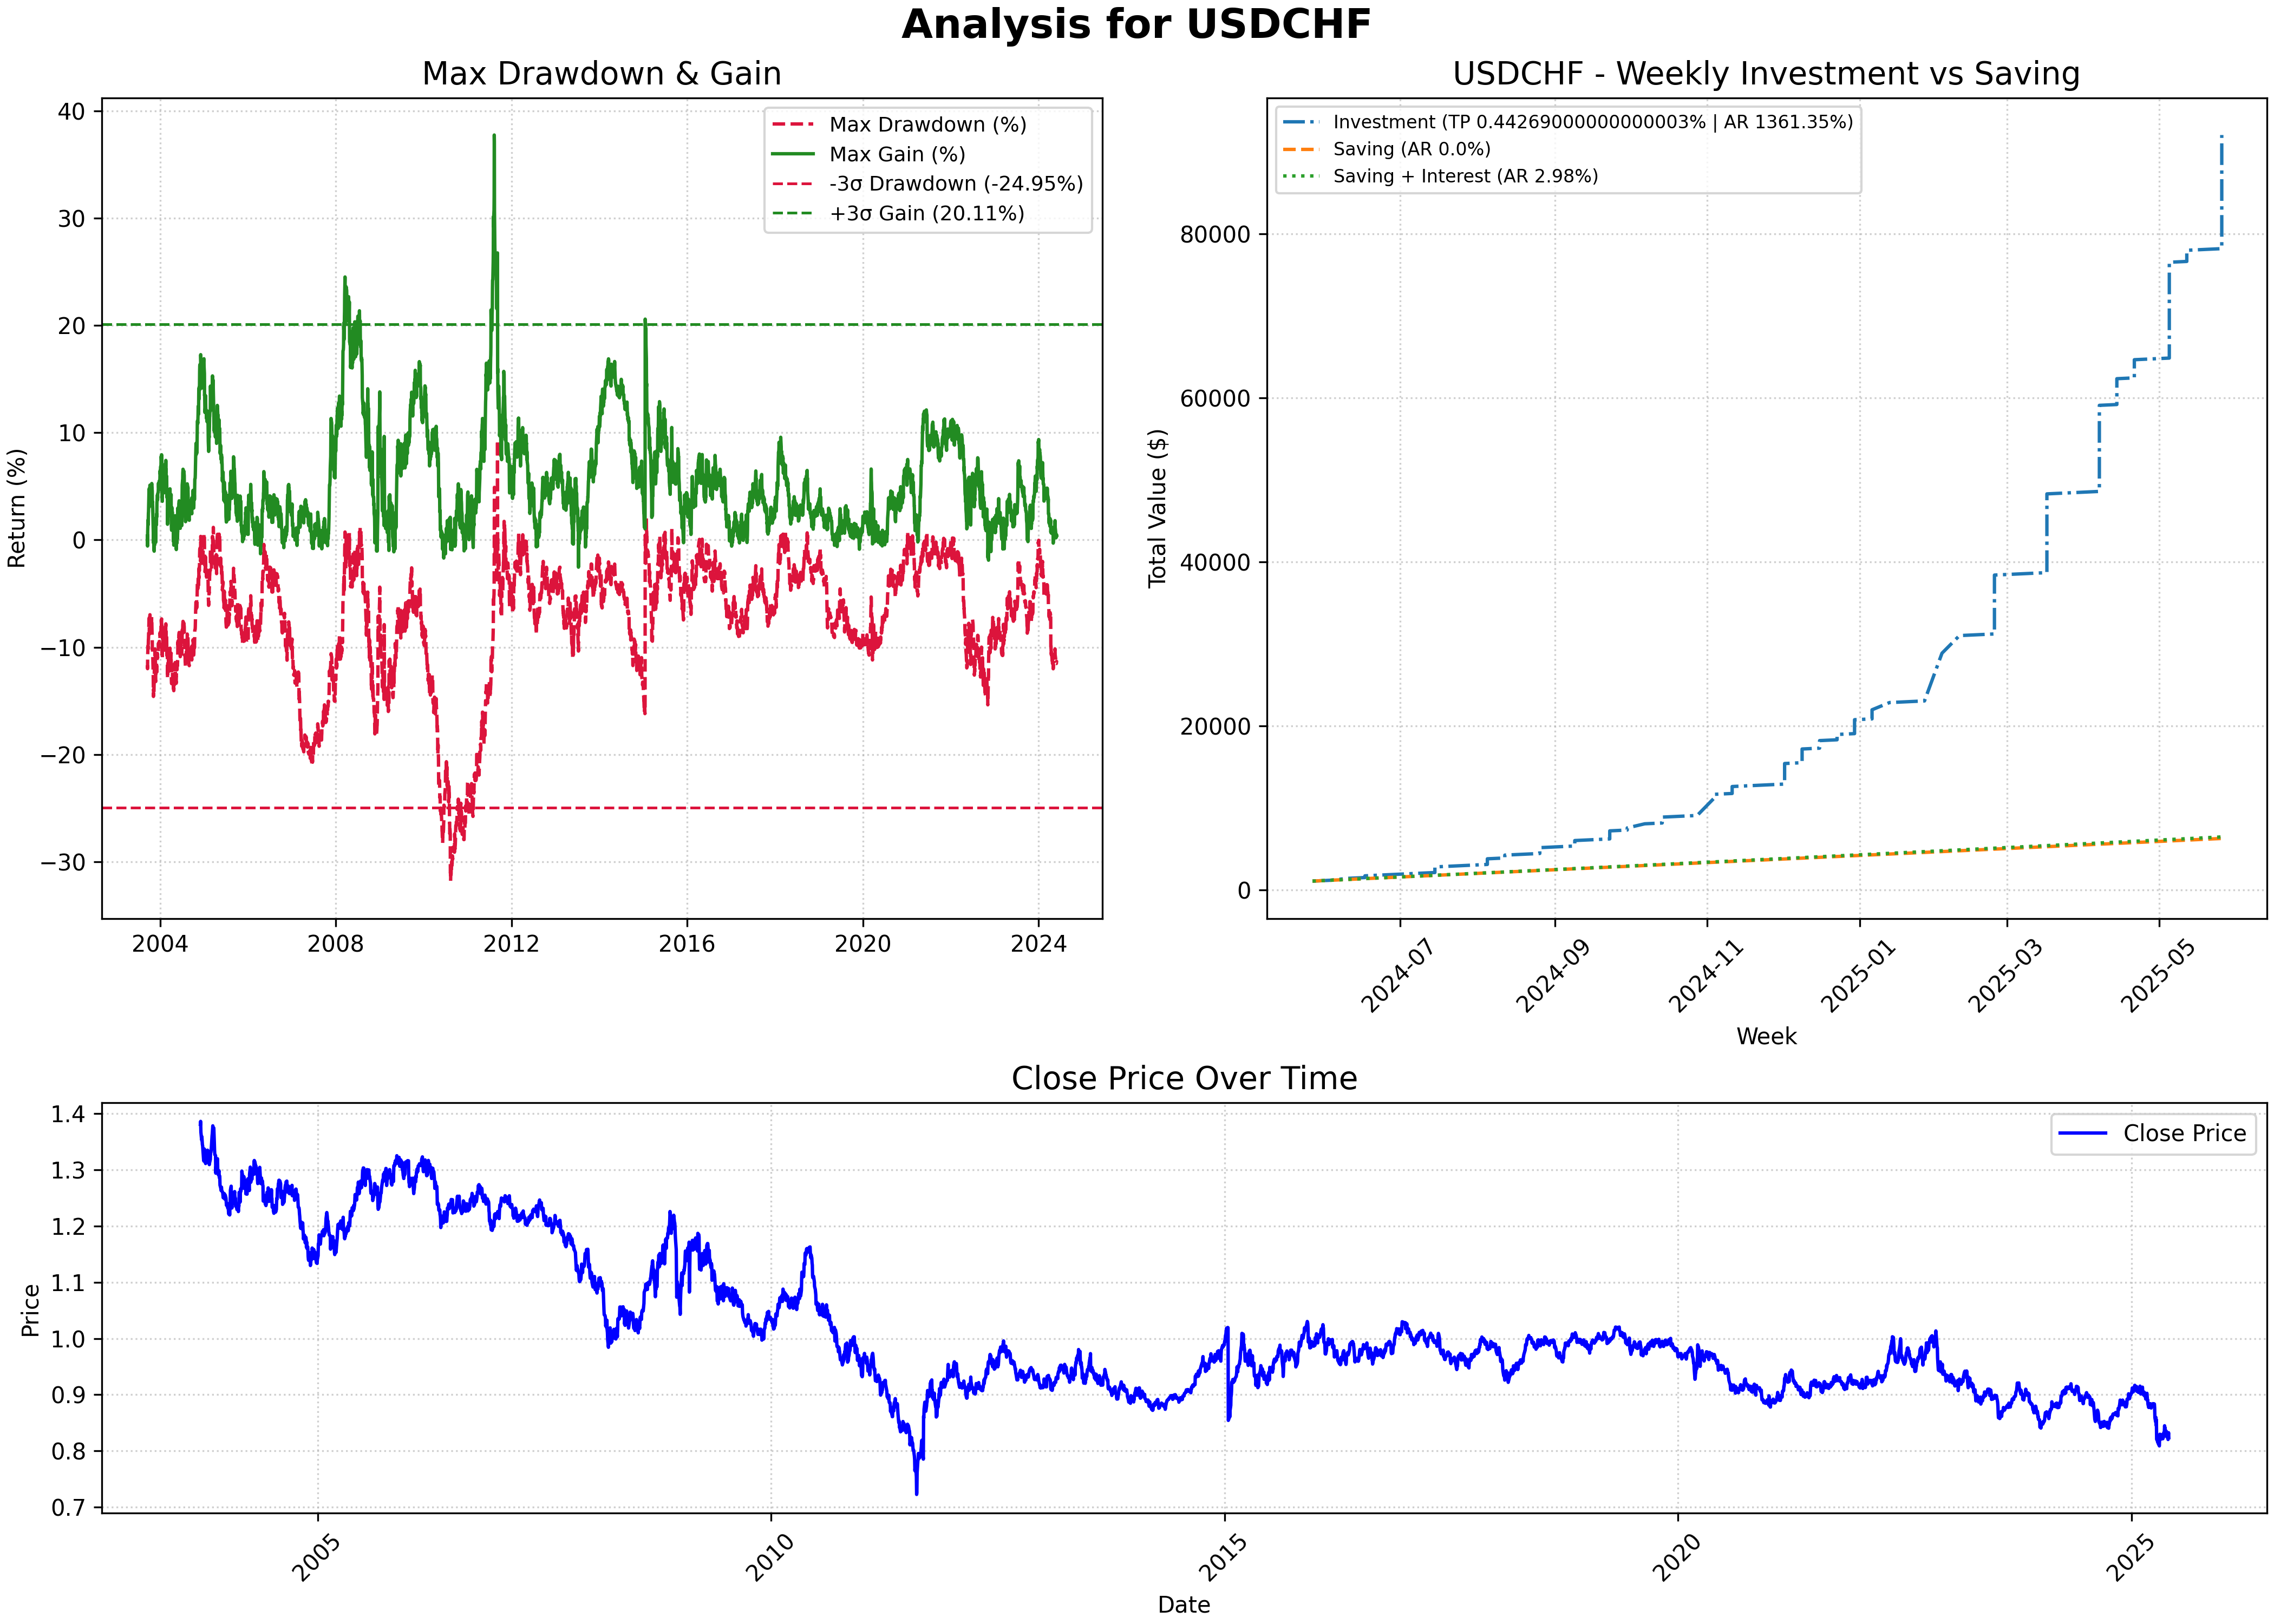 Analysis for USDCHF
Max Drawdown & Gain
Return (%)
40
30
20
10
0
−10
−20
−30
2004
2008
2012
2016
2020
2024
Max Drawdown (%)
Max Gain (%)
-3σ Drawdown (-24.95%)
+3σ Gain (20.11%)
USDCHF - Weekly Investment vs Saving
Total Value ($)
80000
60000
40000
20000
0
2024-07
2024-09
2024-11
2025-01
2025-03
2025-05
Week
Investment (TP 0.44269000000000003% | AR 1361.35%)
Saving (AR 0.0%)
Saving + Interest (AR 2.98%)
Close Price Over Time
Price
1.4
1.3
1.2
1.1
1.0
0.9
0.8
0.7
2005
2010
2015
2020
2025
Date
Close Price